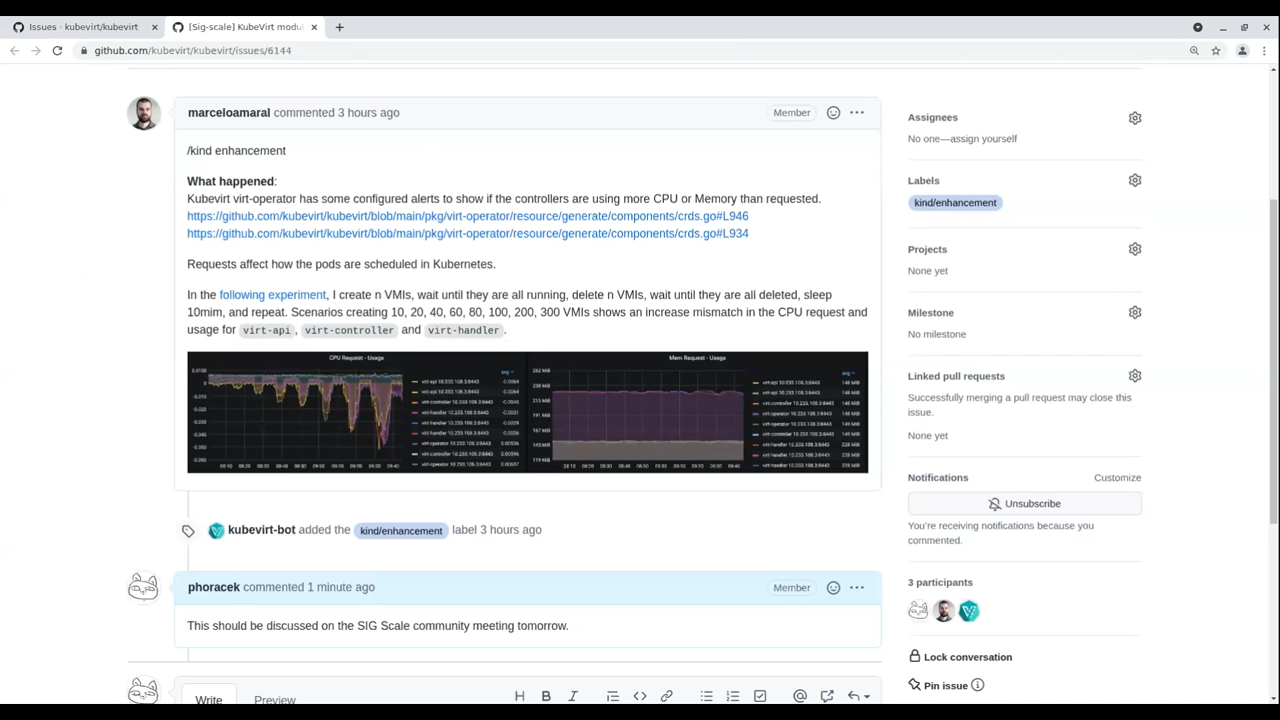 Issues · kubevirt/kubevirt
[Sig-scale] KubeVirt modu
github.com/kubevirt/kubevirt/issues/6144
marceloamaral commented 3 hours ago
Member
/kind enhancement
What happened:
Kubevirt virt-operator has some configured alerts to show if the controllers are using more CPU or Memory than requested.
https://github.com/kubevirt/kubevirt/blob/main/pkg/virt-operator/resource/generate/components/crds.go#L946
https://github.com/kubevirt/kubevirt/blob/main/pkg/virt-operator/resource/generate/components/crds.go#L934
Requests affect how the pods are scheduled in Kubernetes.
In the following experiment, I create n VMIs, wait until they are all running, delete n VMIs, wait until they are all deleted, sleep
10mim, and repeat. Scenarios creating 10, 20, 40, 60, 80, 100, 200, 300 VMIs shows an increase mismatch in the CPU request and
usage for virt-api, virt-controller and virt-handler.
CPU Request - Usage
Mem Request - Usage
kubevirt-bot added the kind/enhancement label 3 hours ago
phoracek commented 1 minute ago
Member
This should be discussed on the SIG Scale community meeting tomorrow.
Write
Preview
Assignees
No one—assign yourself
Labels
kind/enhancement
Projects
None yet
Milestone
No milestone
Linked pull requests
Successfully merging a pull request may close this
issue.
None yet
Notifications
Customize
Unsubscribe
You're receiving notifications because you
commented.
3 participants
Lock conversation
Pin issue